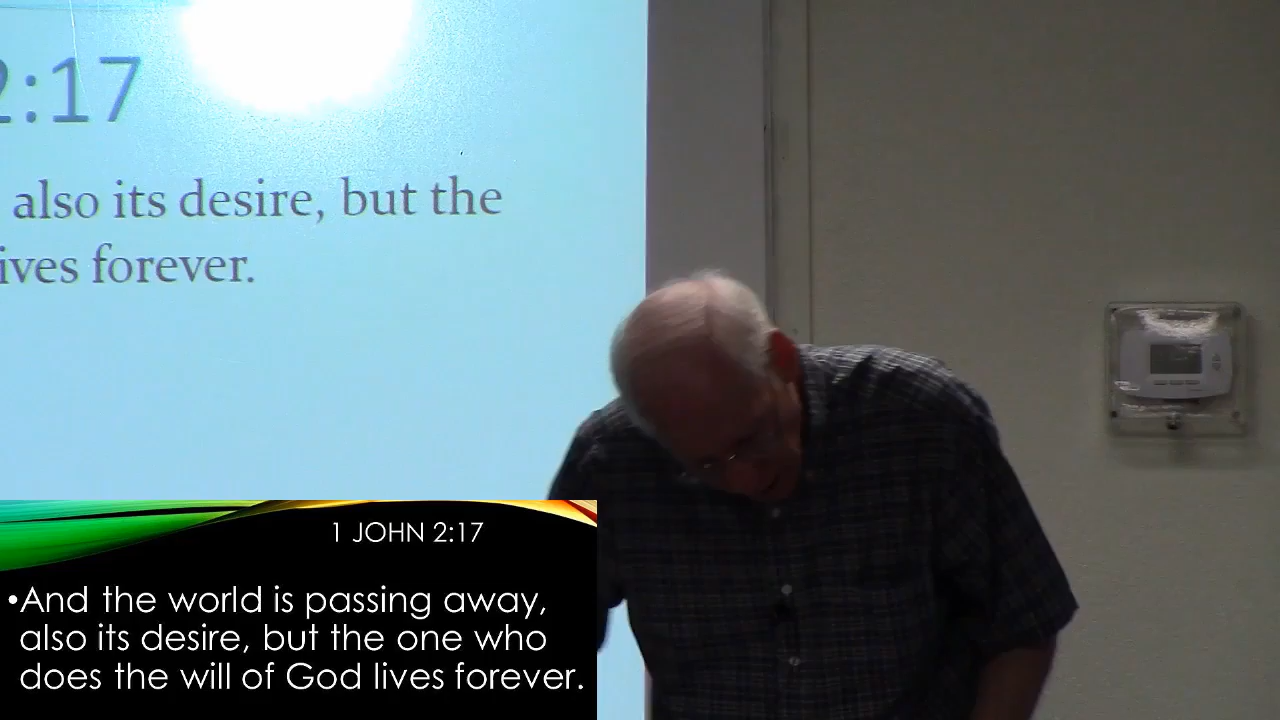 2:17
also its desire, but the
ives forever.
1 JOHN 2:17
•And the world is passing away,
also its desire, but the one who
does the will of God lives forever.